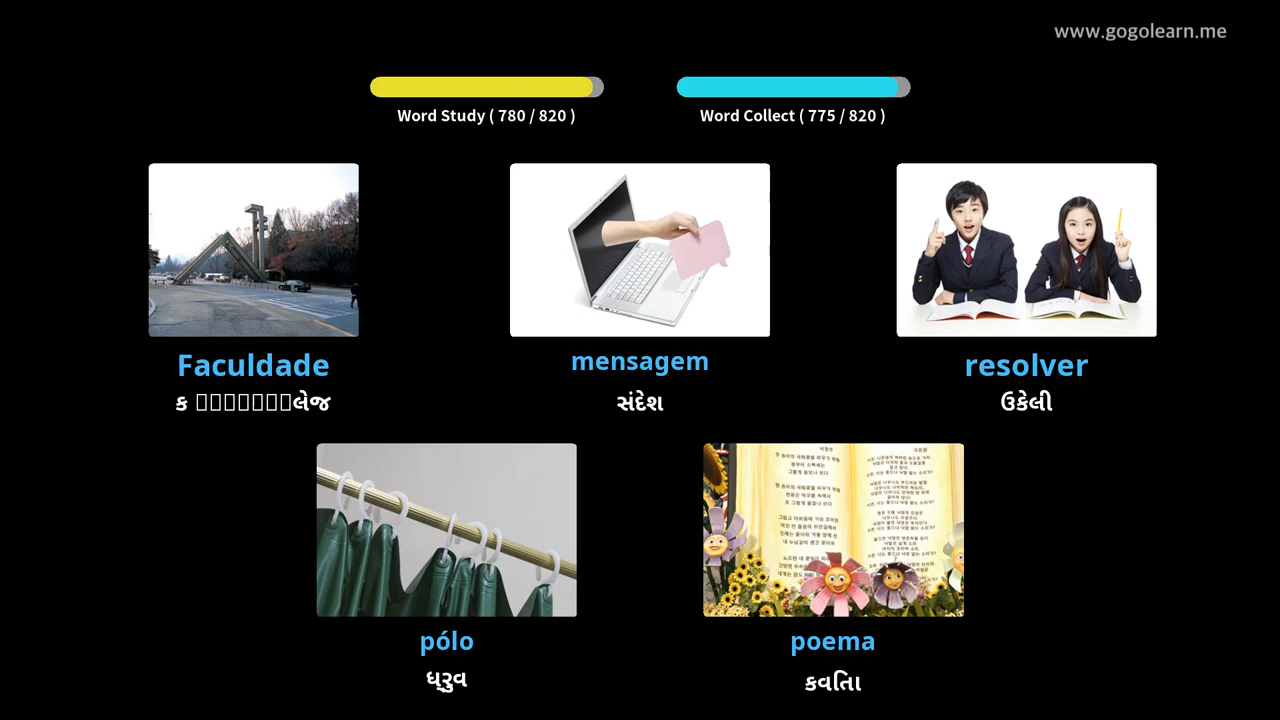 www.gogolearn.me
Word Study ( 780 / 820 )
Word Collect ( 775 / 820 )
Faculdade
ક ▯▯▯▯▯▯▯લેજ
mensagem
સંદેશ
resolver
ઉકેલી
pólo
ધ્રુવ
poema
કવિતા